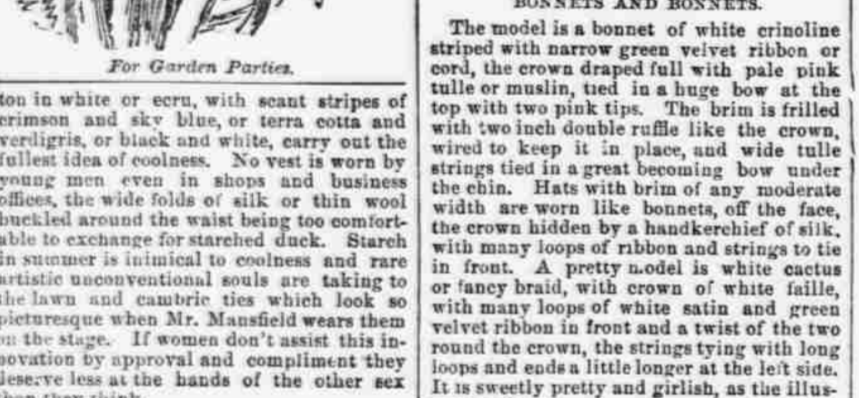 For Garden Parties.
ton in white or ecru, with scant stripes of
crimson and sky blue, or terra cotta and
verdigris, or black and white, carry out the
fullest idea of coolness. No vest is worn by
young men even in shops and business
offices, the wide folds of silk or thin wool
buckled around the waist being too comfort-
able to exchange for starched duck. Starch
in summer is inimical to coolness and rare
artistic unconventional souls are taking to
the lawn and cambric ties which look so
picturesque when Mr. Mansfield wears them
on the stage. If women don't assist this in-
novation by approval and compliment they
deserve less at the hands of the other sex
than they think.
BONNETS AND BONNETS.
The model is a bonnet of white crinoline
striped with narrow green velvet ribbon or
cord, the crown draped full with pale pink
tulle or muslin, tied in a huge bow at the
top with two pink tips. The brim is frilled
with two inch double ruffle like the crown,
wired to keep it in place, and wide tulle
strings tied in a great becoming bow under
the chin. Hats with brim of any moderate
width are worn like bonnets, off the face,
the crown hidden by a handkerchief of silk,
with many loops of ribbon and strings to tie
in front. A pretty model is white cactus
or fancy braid, with crown of white faille,
with many loops of white satin and green
velvet ribbon in front and a twist of the two
round the crown, the strings tying with long
loops and ends a little longer at the left side.
It is sweetly pretty and girlish, as the illus-